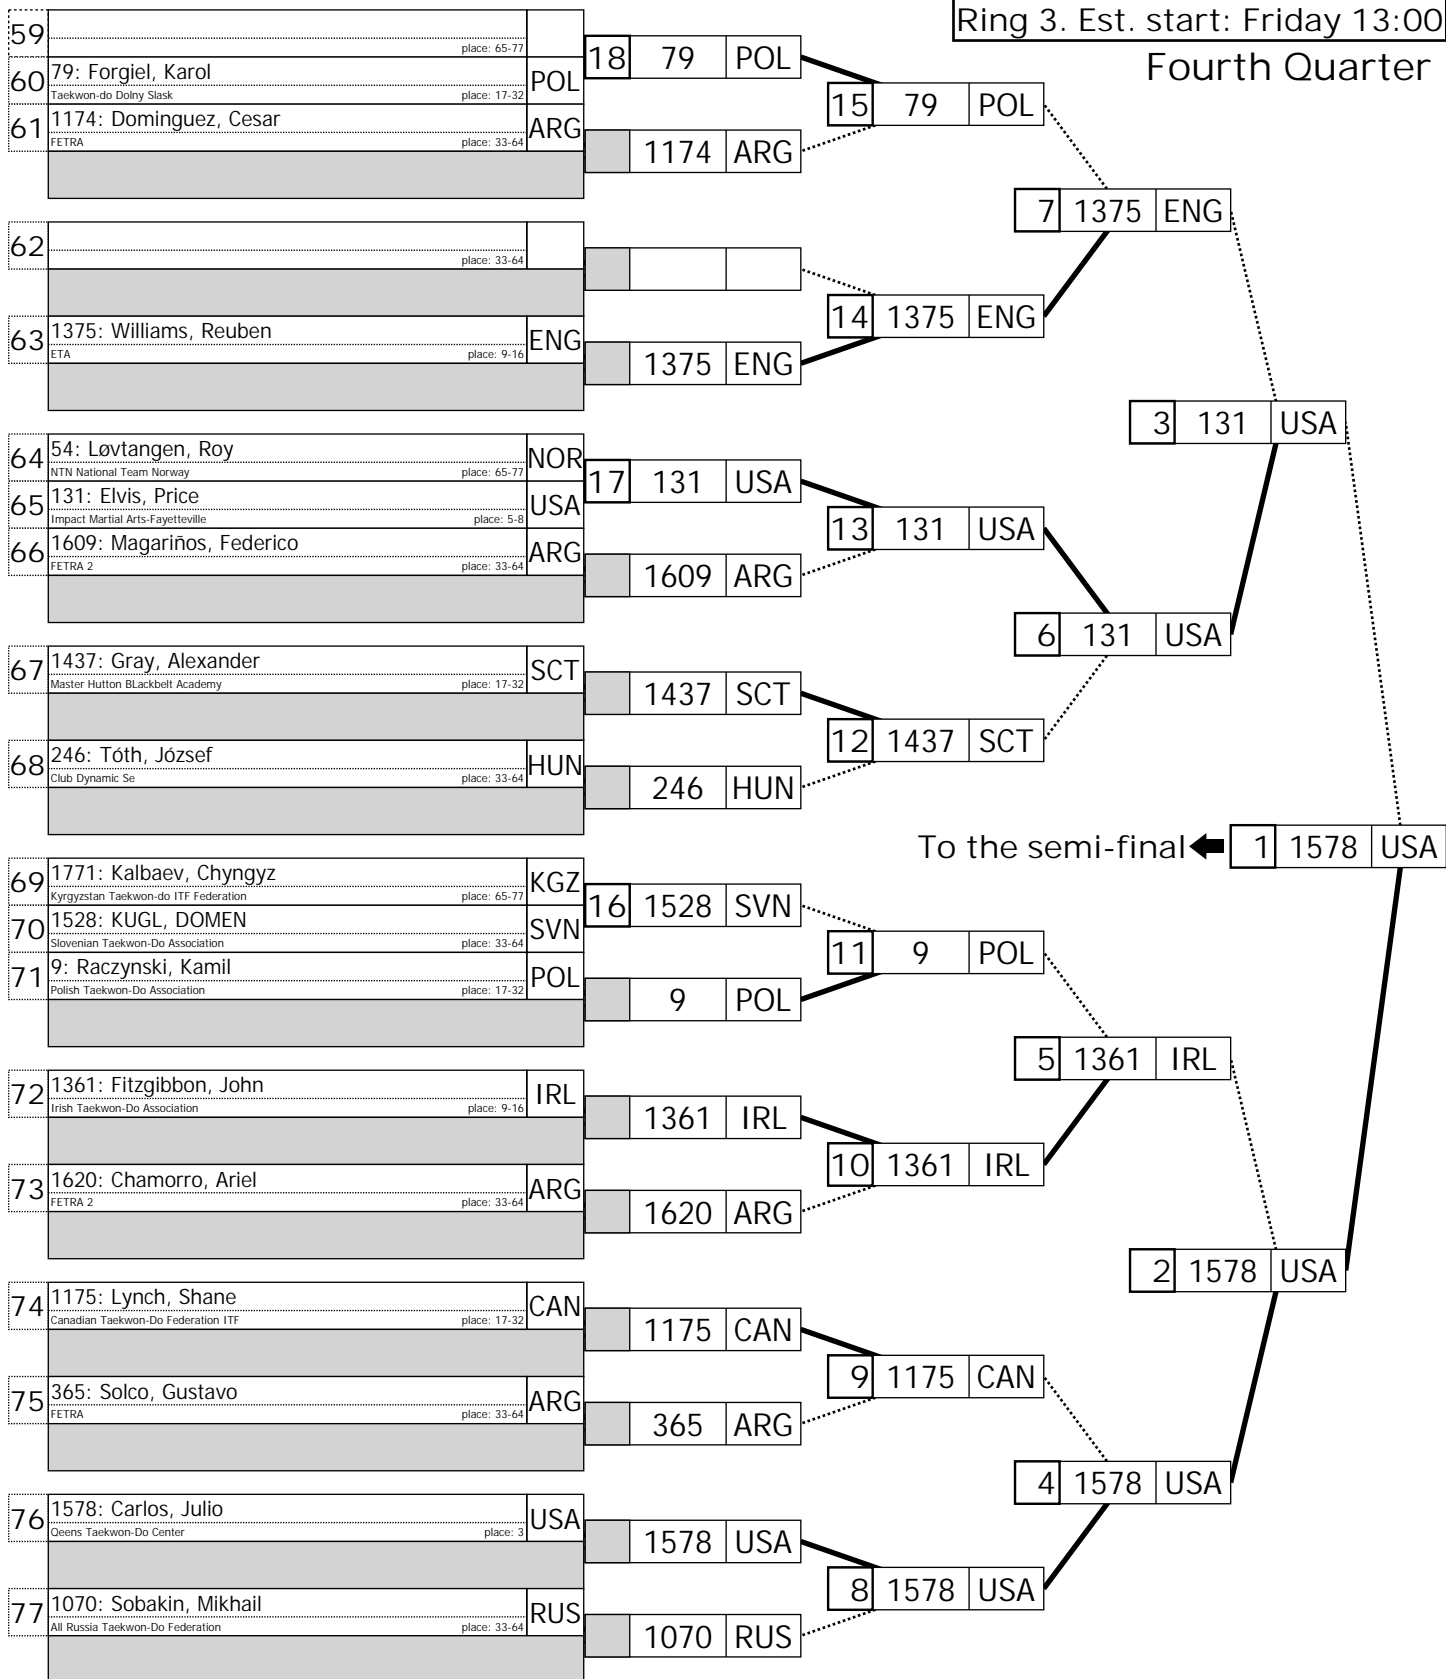 Ring 3. Est. start: Friday 13:00
Fourth Quarter
59
place: 65-77
60 79: Forgiel, Karol POL
Taekwon-do Dolny Slask place: 17-32
61 1174: Dominguez, Cesar ARG
FETRA place: 33-64
62
place: 33-64
63 1375: Williams, Reuben ENG
ETA place: 9-16
64 54: Løvtangen, Roy NOR
NTN National Team Norway place: 65-77
65 131: Elvis, Price USA
Impact Martial Arts-Fayetteville place: 5-8
66 1609: Magariños, Federico ARG
FETRA 2 place: 33-64
67 1437: Gray, Alexander SCT
Master Hutton BLackbelt Academy place: 17-32
68 246: Tóth, József HUN
Club Dynamic Se place: 33-64
69 1771: Kalbaev, Chyngyz KGZ
Kyrgyzstan Taekwon-do ITF Federation place: 65-77
70 1528: KUGL, DOMEN SVN
Slovenian Taekwon-Do Association place: 33-64
71 9: Raczynski, Kamil POL
Polish Taekwon-Do Association place: 17-32
72 1361: Fitzgibbon, John IRL
Irish Taekwon-Do Association place: 9-16
73 1620: Chamorro, Ariel ARG
FETRA 2 place: 33-64
74 1175: Lynch, Shane CAN
Canadian Taekwon-Do Federation ITF place: 17-32
75 365: Solco, Gustavo ARG
FETRA place: 33-64
76 1578: Carlos, Julio USA
Qeens Taekwon-Do Center place: 3
77 1070: Sobakin, Mikhail RUS
All Russia Taekwon-Do Federation place: 33-64
18 79 POL
1174 ARG
1375 ENG
17 131 USA
1609 ARG
1437 SCT
246 HUN
16 1528 SVN
9 POL
1361 IRL
1620 ARG
1175 CAN
365 ARG
1578 USA
1070 RUS
15 79 POL
14 1375 ENG
13 131 USA
12 1437 SCT
11 9 POL
10 1361 IRL
9 1175 CAN
8 1578 USA
7 1375 ENG
6 131 USA
5 1361 IRL
4 1578 USA
3 131 USA
2 1578 USA
To the semi-final 1 1578 USA